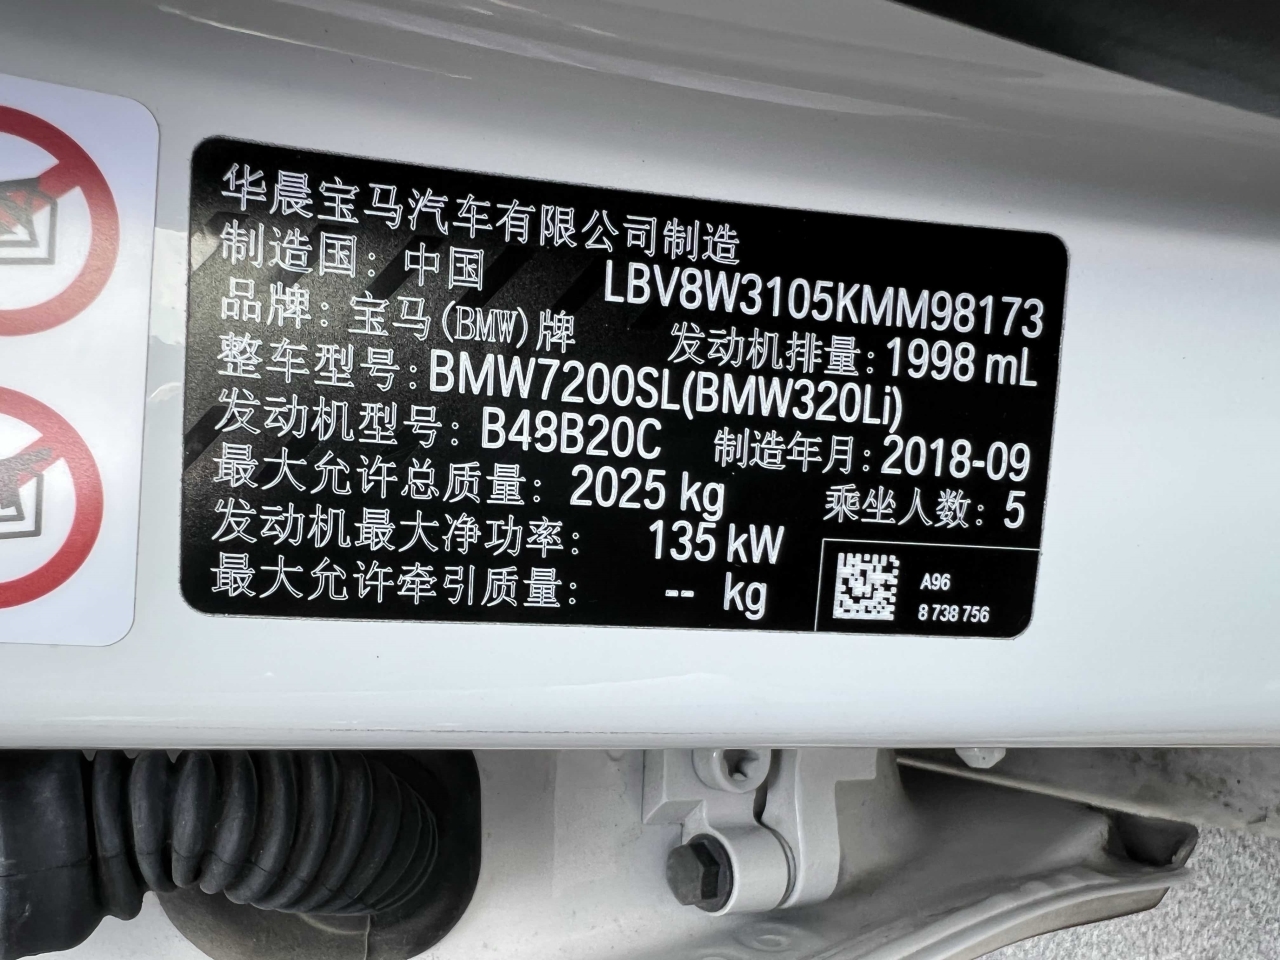 华晨宝马汽车有限公司制造
制造国：中国 LBV8W3105KMM98173
品牌：宝马(BMW)牌 发动机排量：1998 mL
整车型号：BMW7200SL(BMW320Li)
发动机型号：B48B20C 制造年月：2018-09
最大允许总质量：2025 kg 乘坐人数：5
发动机最大净功率： 135 kW
最大允许牵引质量： -- kg
A96
8 738 756